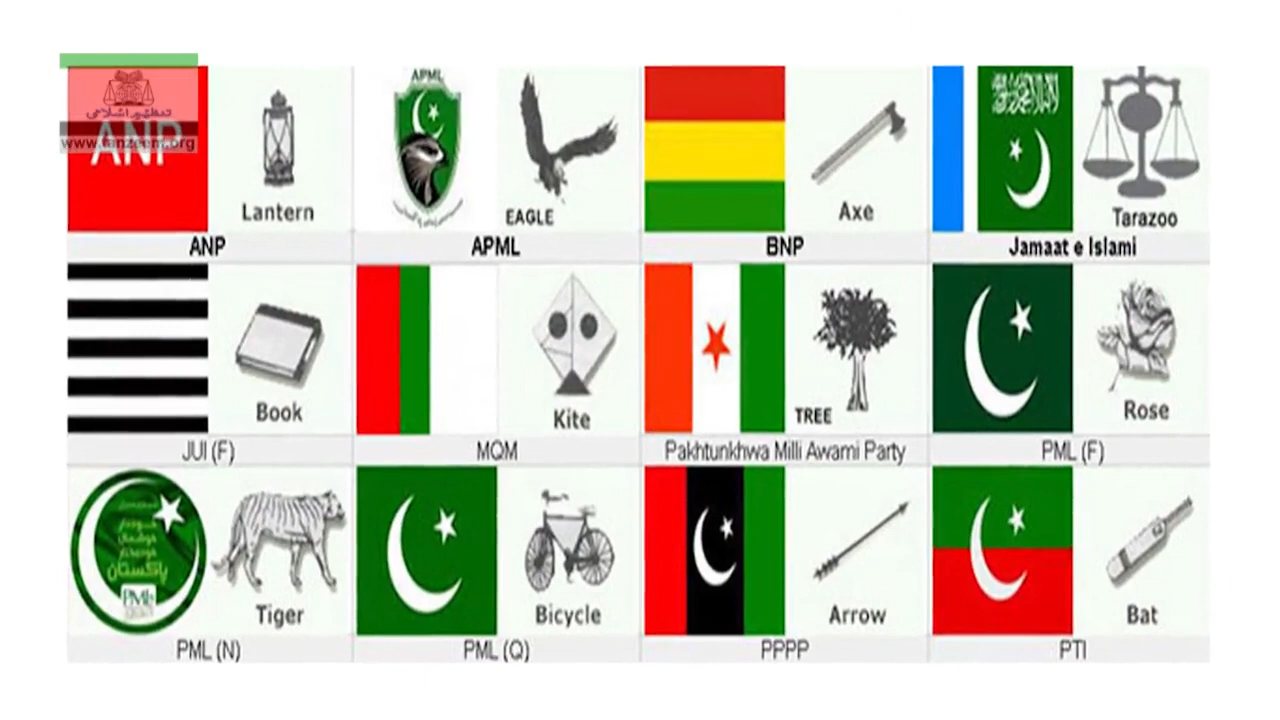 تنظیم اسلامی
ANP
www.tanzeem.org
Lantern
ANP
APML
EAGLE
APML
Axe
BNP
Tarazoo
Jamaat e Islami
Book
JUI (F)
Kite
MQM
TREE
Pakhtunkhwa Milli Awami Party
Rose
PML (F)
پاکستان
PML
Tiger
PML (N)
Bicycle
PML (Q)
Arrow
PPPP
Bat
PTI